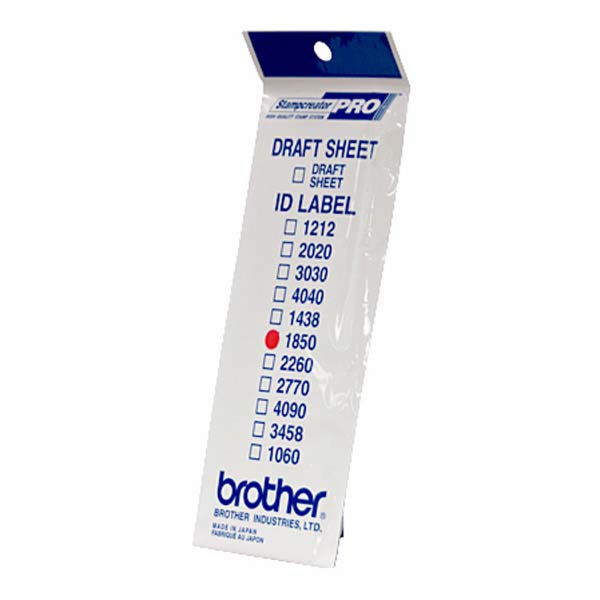 Stampcreator PRO
HIGH-QUALITY STAMP SYSTEM
DRAFT SHEET
DRAFT
SHEET
ID LABEL
1212
2020
3030
4040
1438
1850
2260
2770
4090
3458
1060
brother®
BROTHER INDUSTRIES, LTD.
MADE IN JAPAN
FABRIQUÉ AU JAPON